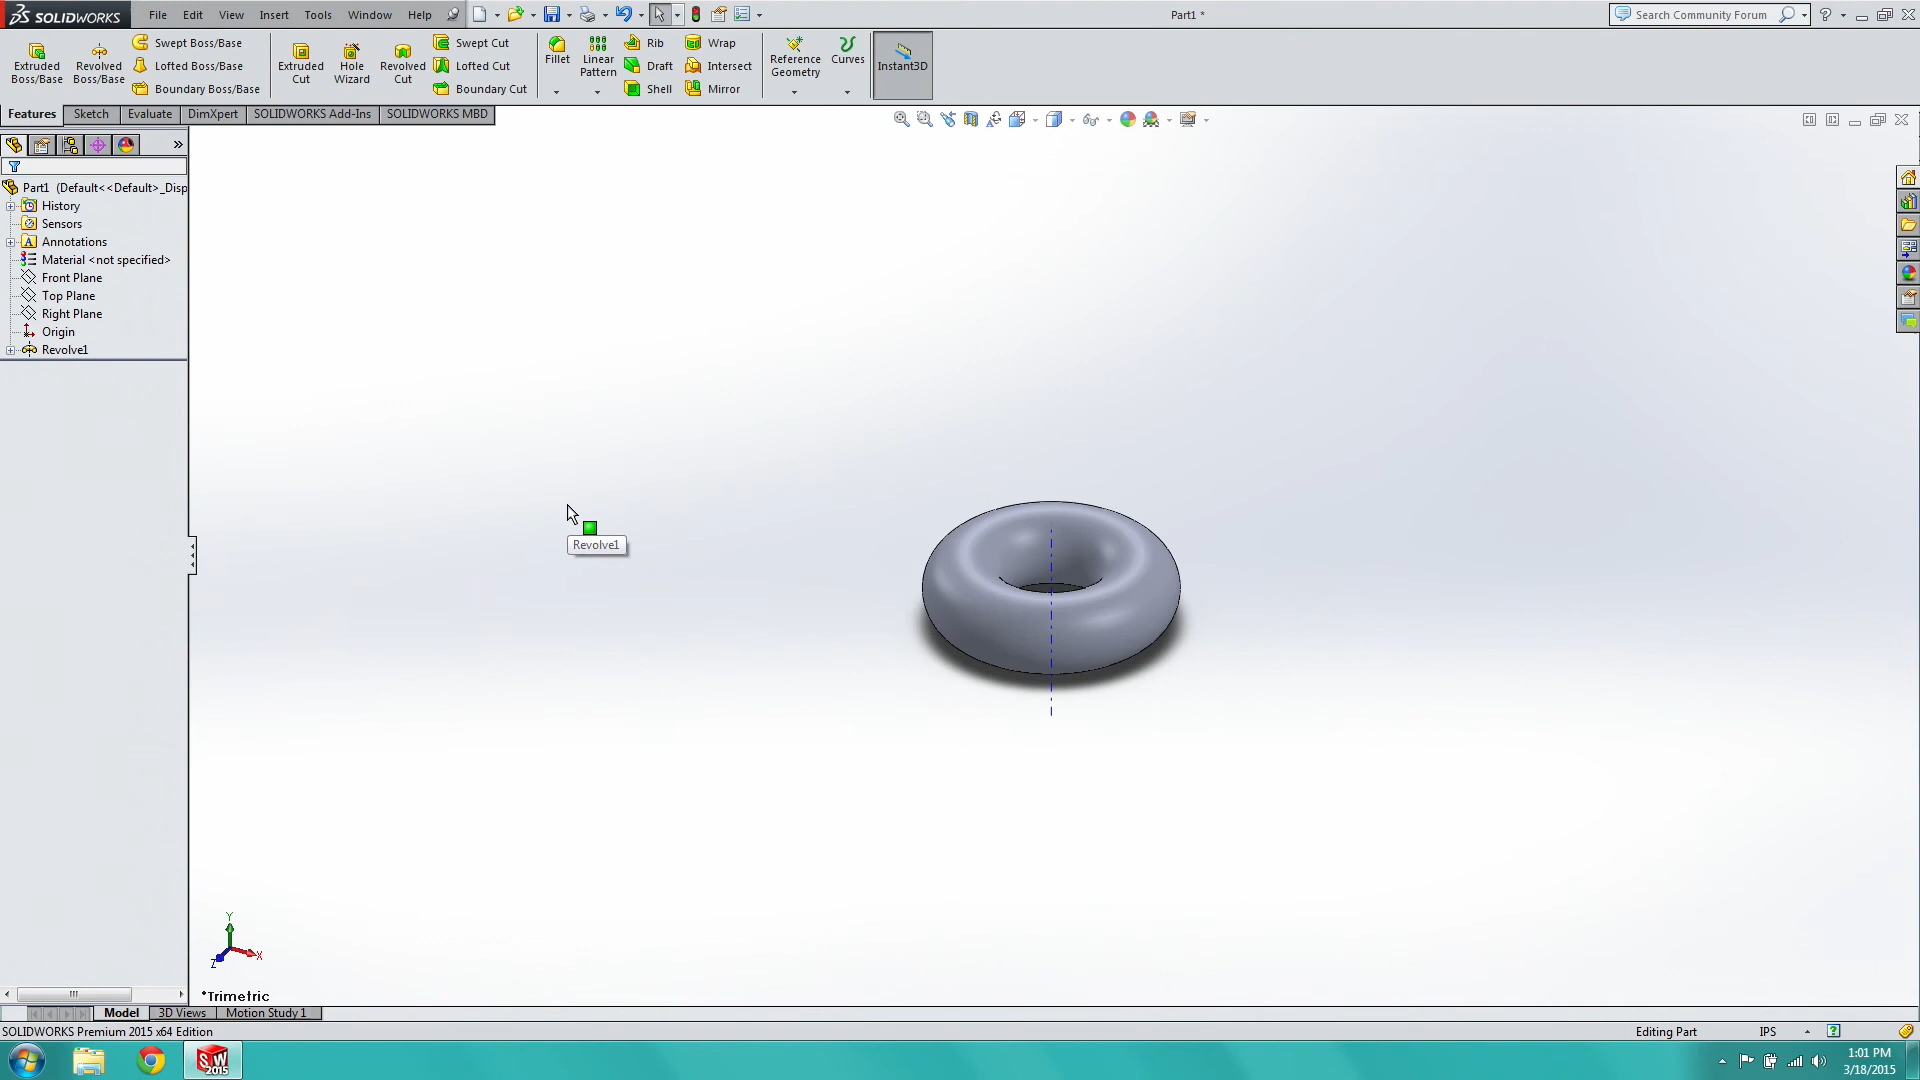 SOLIDWORKS File Edit View Insert Tools Window Help Part1 * Search Community Forum
Extruded Boss/Base
Revolved Boss/Base
Swept Boss/Base
Lofted Boss/Base
Boundary Boss/Base
Extruded Cut
Hole Wizard
Revolved Cut
Swept Cut
Lofted Cut
Boundary Cut
Fillet
Linear Pattern
Rib
Draft
Shell
Wrap
Intersect
Mirror
Reference Geometry
Curves
Instant3D
Features Sketch Evaluate DimXpert SOLIDWORKS Add-Ins SOLIDWORKS MBD
Part1 (Default<<Default>_Disp
History
Sensors
Annotations
Material <not specified>
Front Plane
Top Plane
Right Plane
Origin
Revolve1
Revolve1
Y
X
Z
*Trimetric
Model 3D Views Motion Study 1
SOLIDWORKS Premium 2015 x64 Edition Editing Part IPS
SW 2015
1:01 PM
3/18/2015